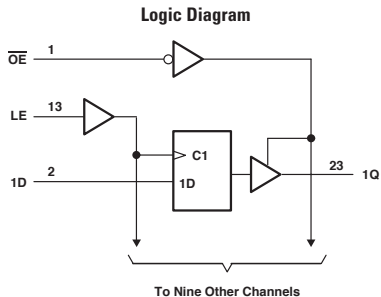 Logic Diagram
OE 1
LE 13
C1
1D 2
1D
23 1Q
To Nine Other Channels